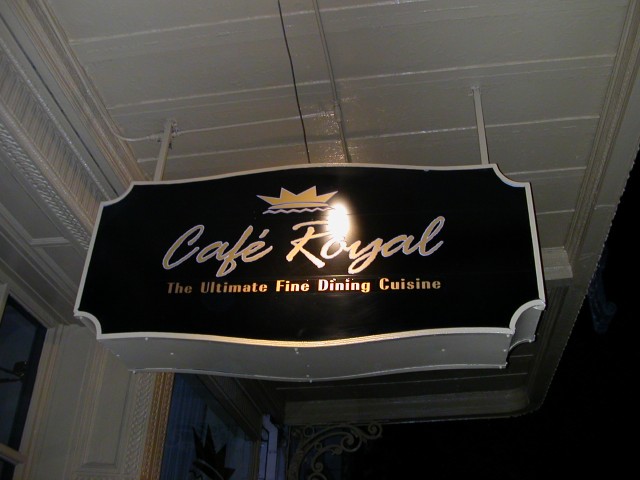 Café Royal
The Ultimate Fine Dining Cuisine